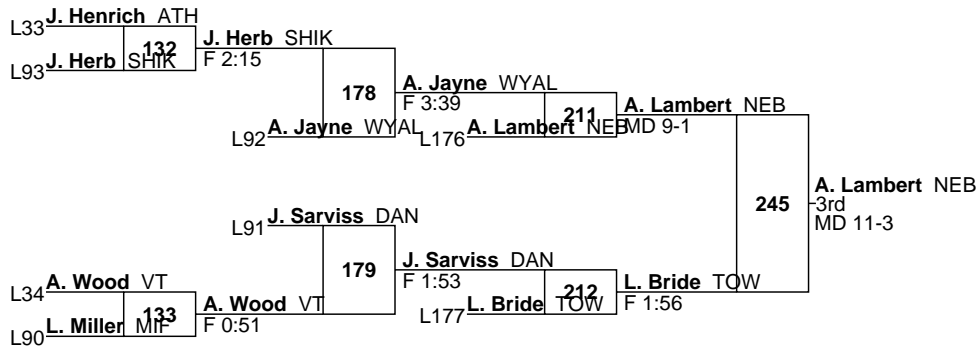 J. Henrich ATH
L33
132
J. Herb SHIK
F 2:15
J. Herb SHIK
L93
178
A. Jayne WYAL
F 3:39
A. Jayne WYAL
L92
211
A. Lambert NEB
MD 9-1
A. Lambert NEB
L176
245
A. Lambert NEB
3rd
MD 11-3
J. Sarviss DAN
L91
179
J. Sarviss DAN
F 1:53
A. Wood VT
L34
133
A. Wood VT
F 0:51
L. Miller MIF
L90
212
L. Bride TOW
F 1:56
L. Bride TOW
L177